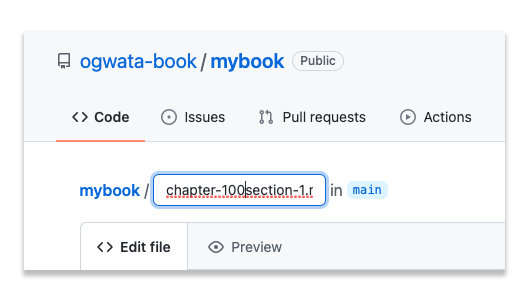 ogwata-book / mybook Public
Code Issues Pull requests Actions
mybook / chapter-100section-1.r in main
Edit file Preview